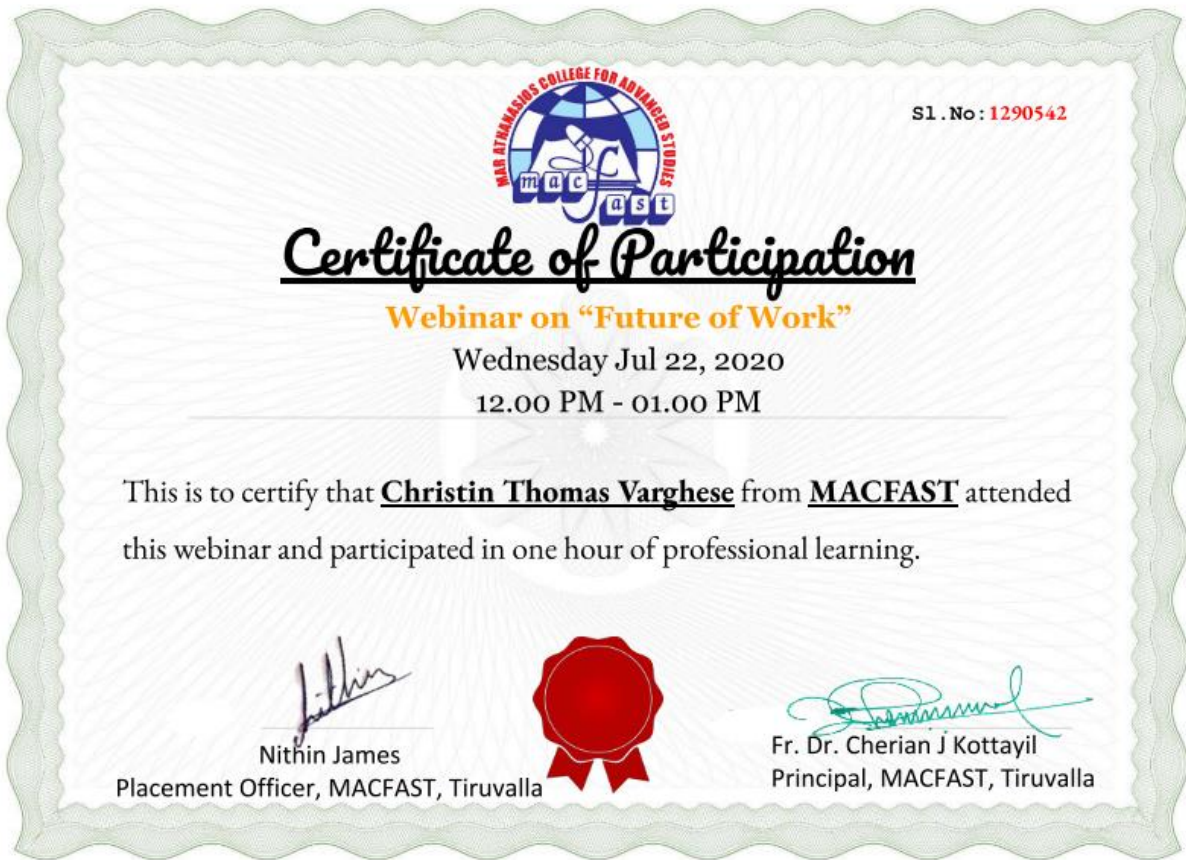 MAR ATHANASIOS COLLEGE FOR ADVANCED STUDIES
mac
fast
Sl.No:1290542
Certificate of Participation
Webinar on “Future of Work”
Wednesday Jul 22, 2020
12.00 PM - 01.00 PM
This is to certify that Christin Thomas Varghese from MACFAST attended
this webinar and participated in one hour of professional learning.
Nithin
Nithin James
Placement Officer, MACFAST, Tiruvalla
Fr. Dr. Cherian J Kottayil
Principal, MACFAST, Tiruvalla